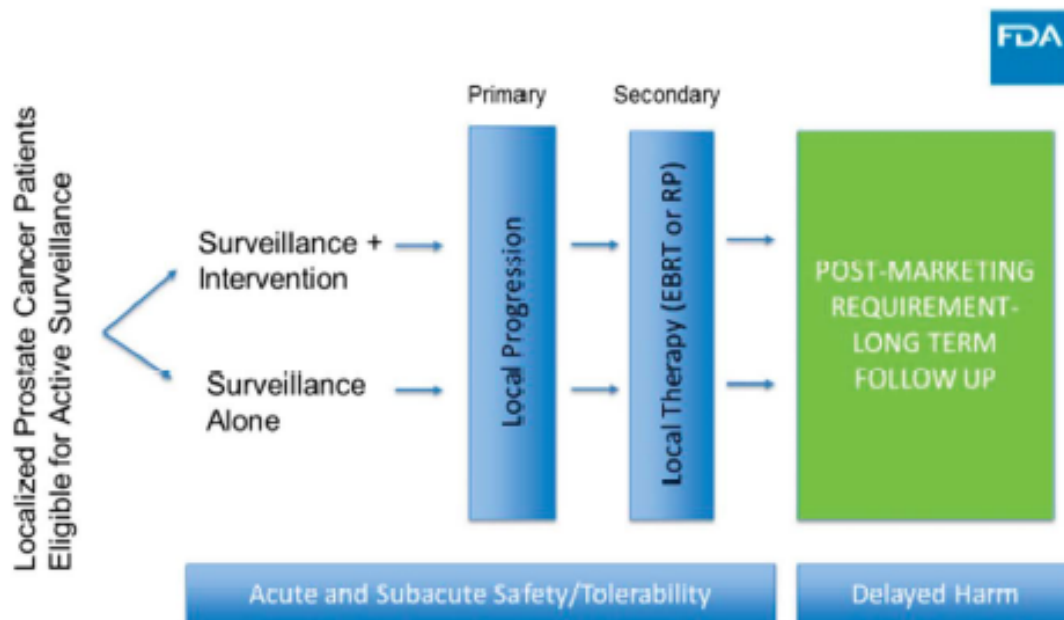 FDA
Localized Prostate Cancer Patients
Eligible for Active Surveillance
Primary
Secondary
Surveillance +
Intervention
Surveillance
Alone
Local Progression
Local Therapy (EBRT or RP)
POST-MARKETING
REQUIREMENT-
LONG TERM
FOLLOW UP
Acute and Subacute Safety/Tolerability
Delayed Harm